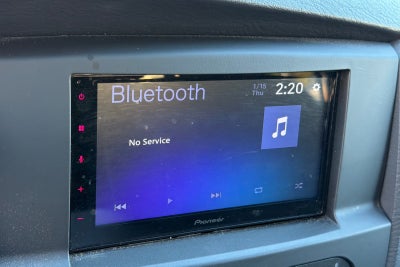 Bluetooth
1/15
Thu
2:20
No Service
Pioneer